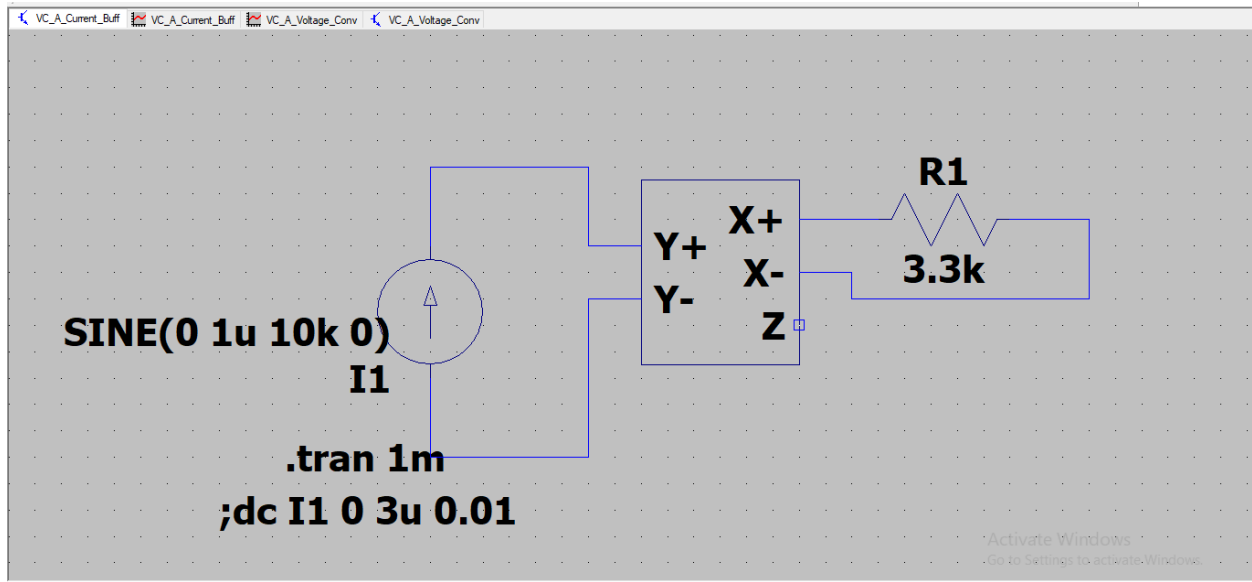 VC_A_Current_Buff VC_A_Current_Buff VC_A_Voltage_Conv VC_A_Voltage_Conv
R1
X+
Y+
3.3k
X-
Y-
Z
SINE(0 1u 10k 0)
I1
.tran 1m
;dc I1 0 3u 0.01
Activate Windows
Go to Settings to activate Windows.